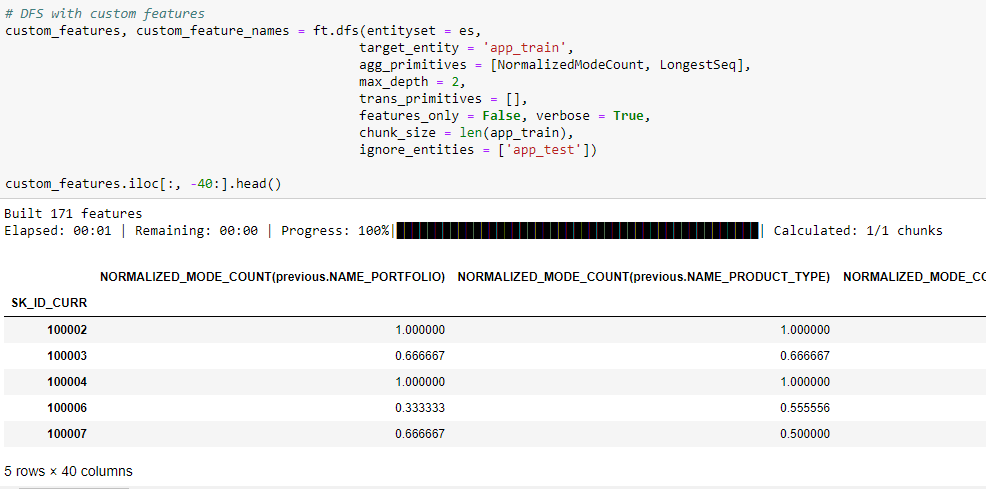 # DFS with custom features
custom_features, custom_feature_names = ft.dfs(entityset = es,
target_entity = 'app_train',
agg_primitives = [NormalizedModeCount, LongestSeq],
max_depth = 2,
trans_primitives = [],
features_only = False, verbose = True,
chunk_size = len(app_train),
ignore_entities = ['app_test'])
custom_features.iloc[:, -40:].head()
Built 171 features
Elapsed: 00:01 | Remaining: 00:00 | Progress: 100%| | Calculated: 1/1 chunks
NORMALIZED_MODE_COUNT(previous.NAME_PORTFOLIO) NORMALIZED_MODE_COUNT(previous.NAME_PRODUCT_TYPE) NORMALIZED_MODE_CO
SK_ID_CURR
100002 1.000000 1.000000
100003 0.666667 0.666667
100004 1.000000 1.000000
100006 0.333333 0.555556
100007 0.666667 0.500000
5 rows × 40 columns